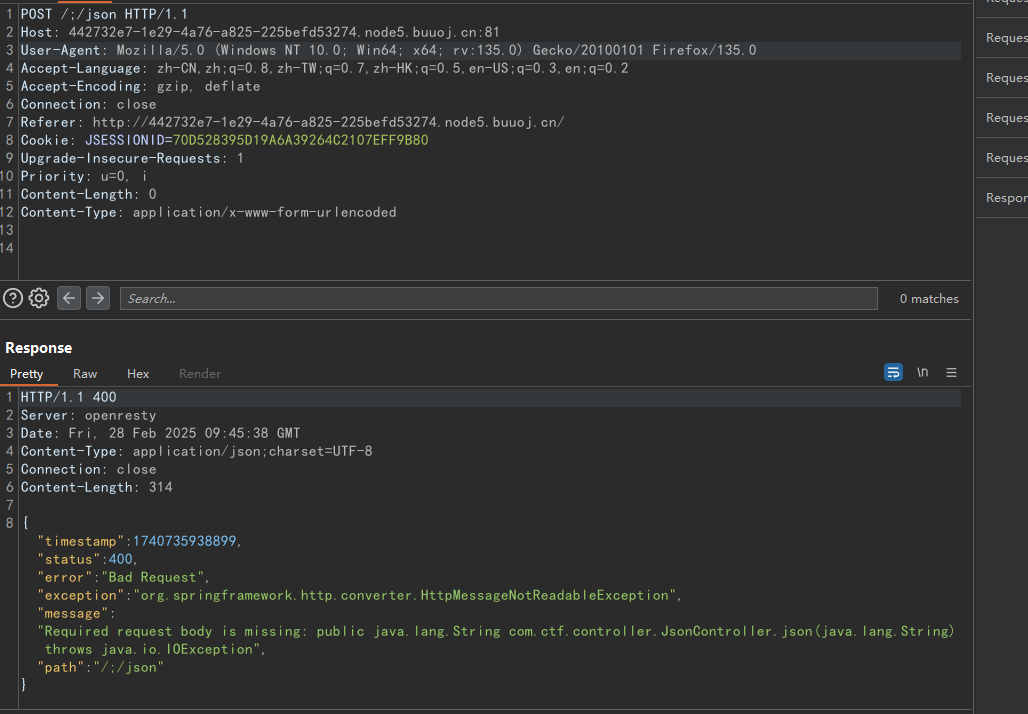 Reques
1 POST /;/json HTTP/1.1
2 Host: 442732e7-1e29-4a76-a825-225befd53274.node5.buuoj.cn:81
3 User-Agent: Mozilla/5.0 (Windows NT 10.0; Win64; x64; rv:135.0) Gecko/20100101 Firefox/135.0
4 Accept-Language: zh-CN,zh;q=0.8,zh-TW;q=0.7,zh-HK;q=0.5,en-US;q=0.3,en;q=0.2
5 Accept-Encoding: gzip, deflate
6 Connection: close
7 Referer: http://442732e7-1e29-4a76-a825-225befd53274.node5.buuoj.cn/
8 Cookie: JSESSIONID=70D528395D19A6A39264C2107EFF9B80
9 Upgrade-Insecure-Requests: 1
10 Priority: u=0, i
11 Content-Length: 0
12 Content-Type: application/x-www-form-urlencoded
13
14
Reques
Reques
Reques
Reques
Respor
Search...
0 matches
Response
Pretty Raw Hex Render
\n
1 HTTP/1.1 400
2 Server: openresty
3 Date: Fri, 28 Feb 2025 09:45:38 GMT
4 Content-Type: application/json;charset=UTF-8
5 Connection: close
6 Content-Length: 314
7
8 {
"timestamp":1740735938899,
"status":400,
"error":"Bad Request",
"exception":"org.springframework.http.converter.HttpMessageNotReadableException",
"message":
"Required request body is missing: public java.lang.String com.ctf.controller.JsonController.json(java.lang.String)
throws java.io.IOException",
"path":"/;/json"
}